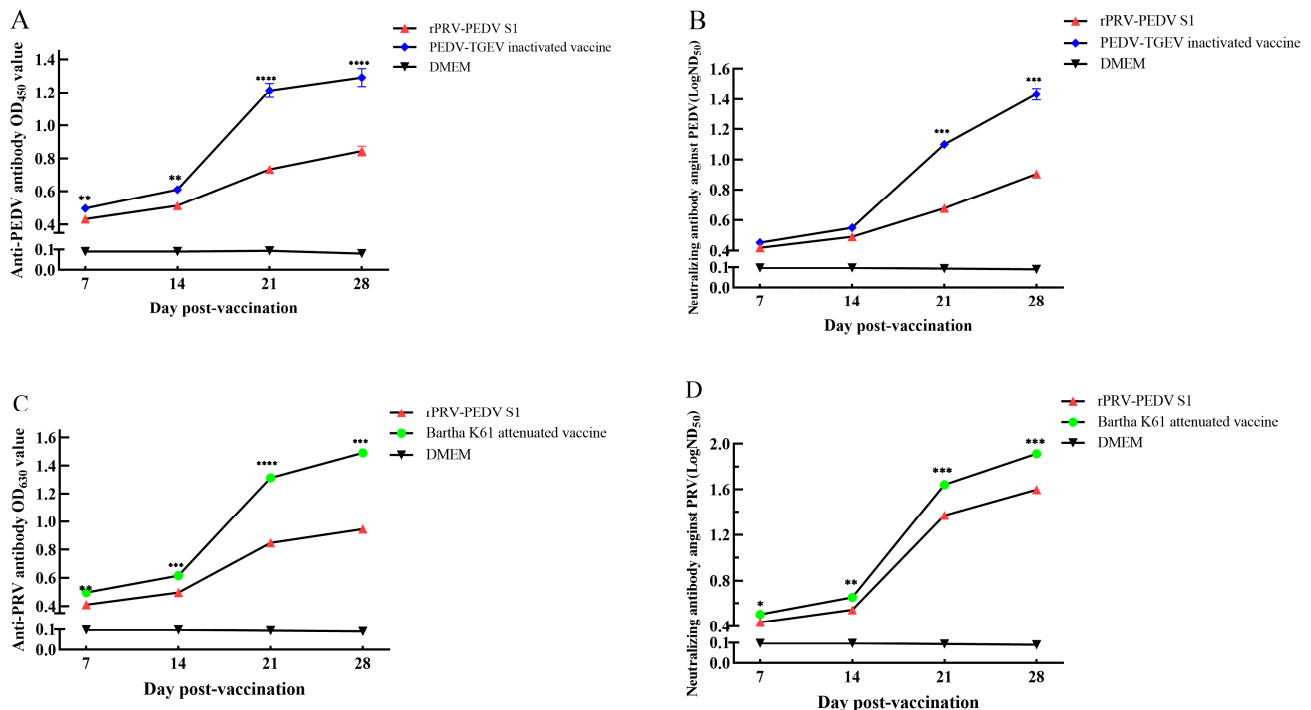 A
rPRV-PEDV S1
PEDV-TGEV inactivated vaccine
DMEM
Anti-PEDV antibody OD450 value
1.4
1.2
1.0
0.8
0.6
0.4
0.1
0.0
**
**
****
****
7
14
21
28
Day post-vaccination
B
rPRV-PEDV S1
PEDV-TGEV inactivated vaccine
DMEM
Neutralizing antibody anginst PEDV(LogND50)
1.6
1.4
1.2
1.0
0.8
0.6
0.4
0.1
0.0
***
***
7
14
21
28
Day post-vaccination
C
rPRV-PEDV S1
Bartha K61 attenuated vaccine
DMEM
Anti-PRV antibody OD630 value
1.6
1.4
1.2
1.0
0.8
0.6
0.4
0.1
0.0
**
***
****
***
7
14
21
28
Day post-vaccination
D
rPRV-PEDV S1
Bartha K61 attenuated vaccine
DMEM
Neutralizing antibody anginst PRV(LogND50)
2.0
1.6
1.2
0.8
0.4
0.1
0.0
*
**
***
***
7
14
21
28
Day post-vaccination